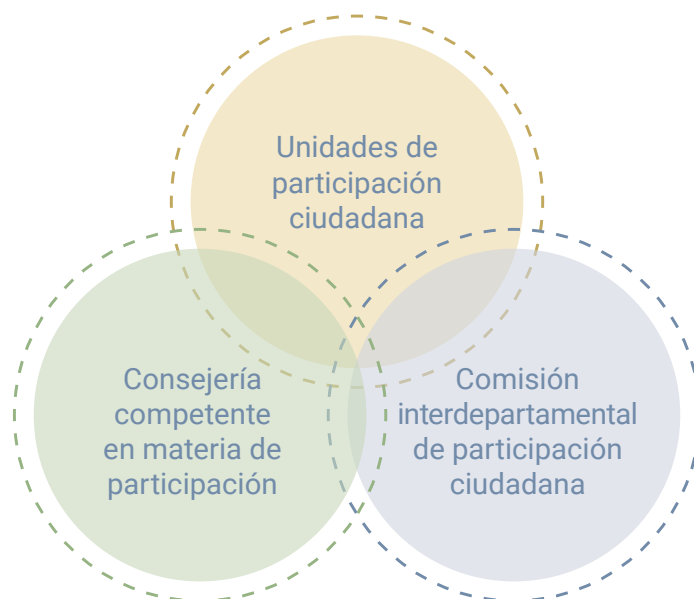 Unidades de
participación
ciudadana
Consejería
competente
en materia de
participación
Comisión
interdepartamental
de participación
ciudadana